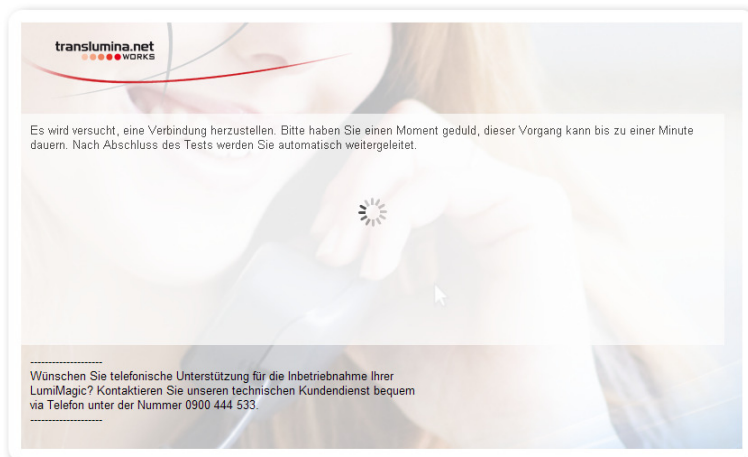 translumina.net
WORKS
Es wird versucht, eine Verbindung herzustellen. Bitte haben Sie einen Moment geduld, dieser Vorgang kann bis zu einer Minute
dauern. Nach Abschluss des Tests werden Sie automatisch weitergeleitet.
--------------------
Wünschen Sie telefonische Unterstützung für die Inbetriebnahme Ihrer
LumiMagic? Kontaktieren Sie unseren technischen Kundendienst bequem
via Telefon unter der Nummer 0900 444 533.
--------------------